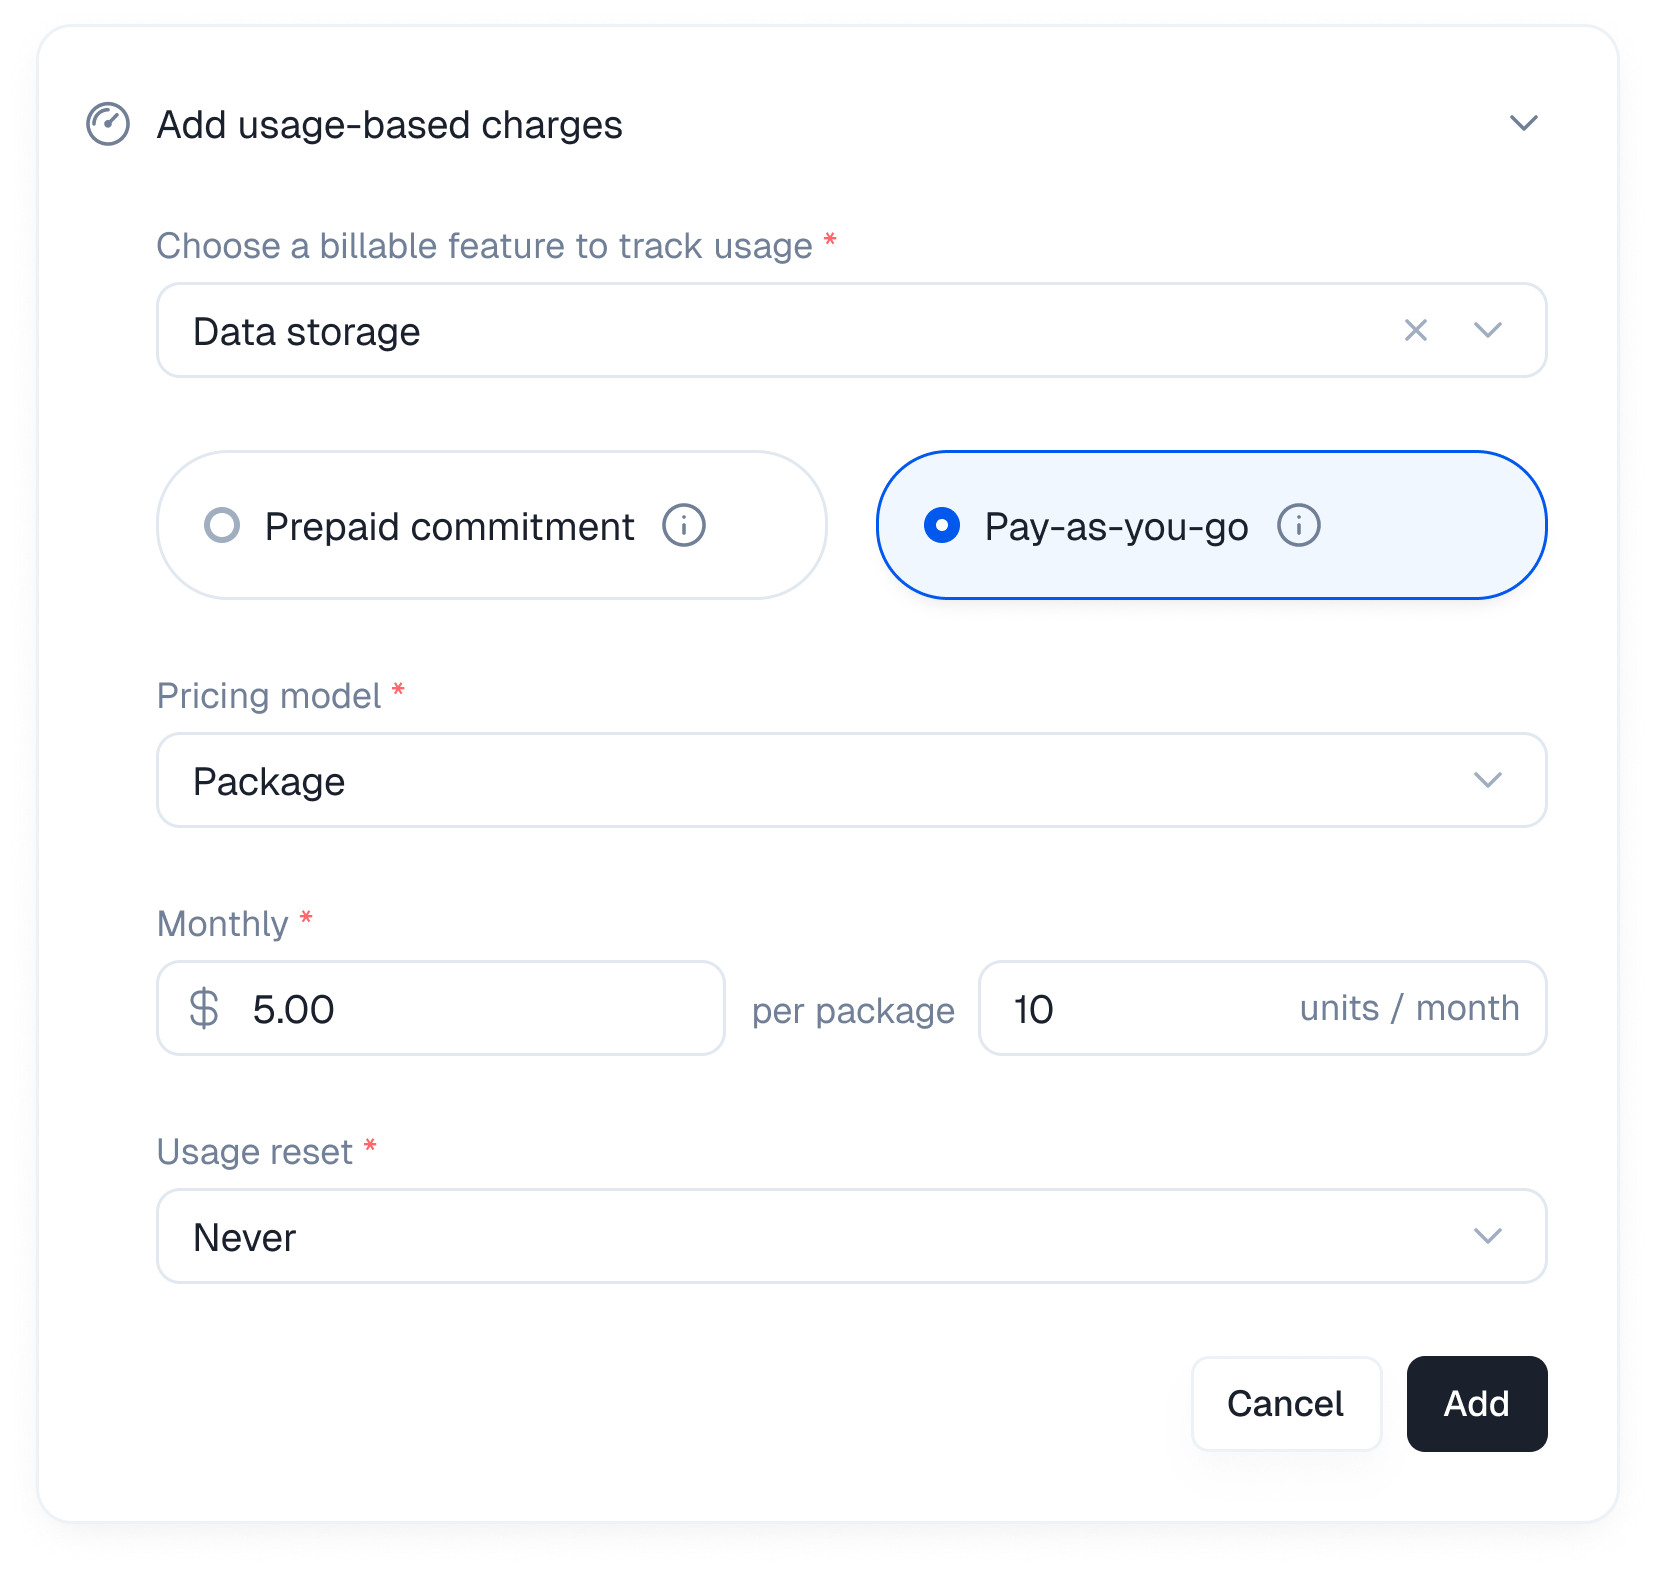 Add usage-based charges
Choose a billable feature to track usage *
Data storage
Prepaid commitment
Pay-as-you-go
Pricing model *
Package
Monthly *
$ 5.00 per package 10 units / month
Usage reset *
Never
Cancel Add